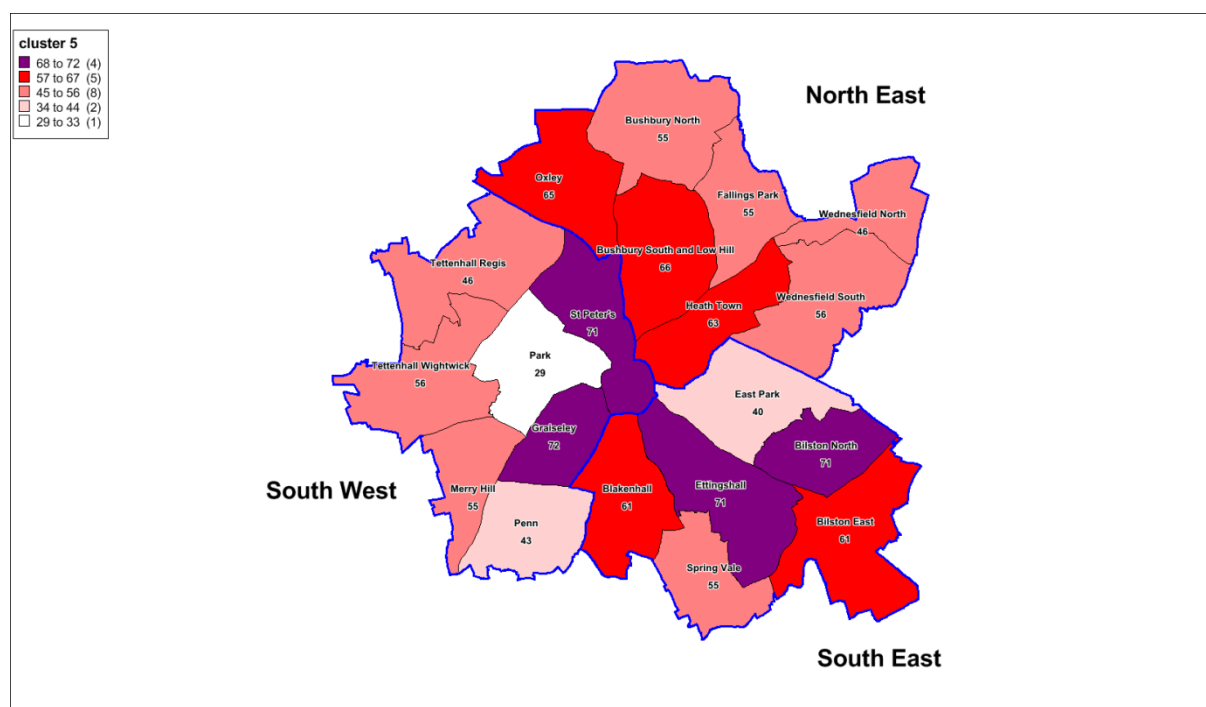 cluster 5
68 to 72 (4)
57 to 67 (5)
45 to 56 (8)
34 to 44 (2)
29 to 33 (1)
North East
Bushbury North
55
Oxley
65
Fallings Park
55
Wednesfield North
46
Bushbury South and Low Hill
66
Tettenhall Regis
46
Wednesfield South
56
Heath Town
63
St Peter's
71
Park
29
Tettenhall Wightwick
56
East Park
40
Graiseley
72
Bilston North
71
South West
Merry Hill
55
Blakenhall
61
Ettingshall
71
Penn
43
Bilston East
61
Spring Vale
55
South East